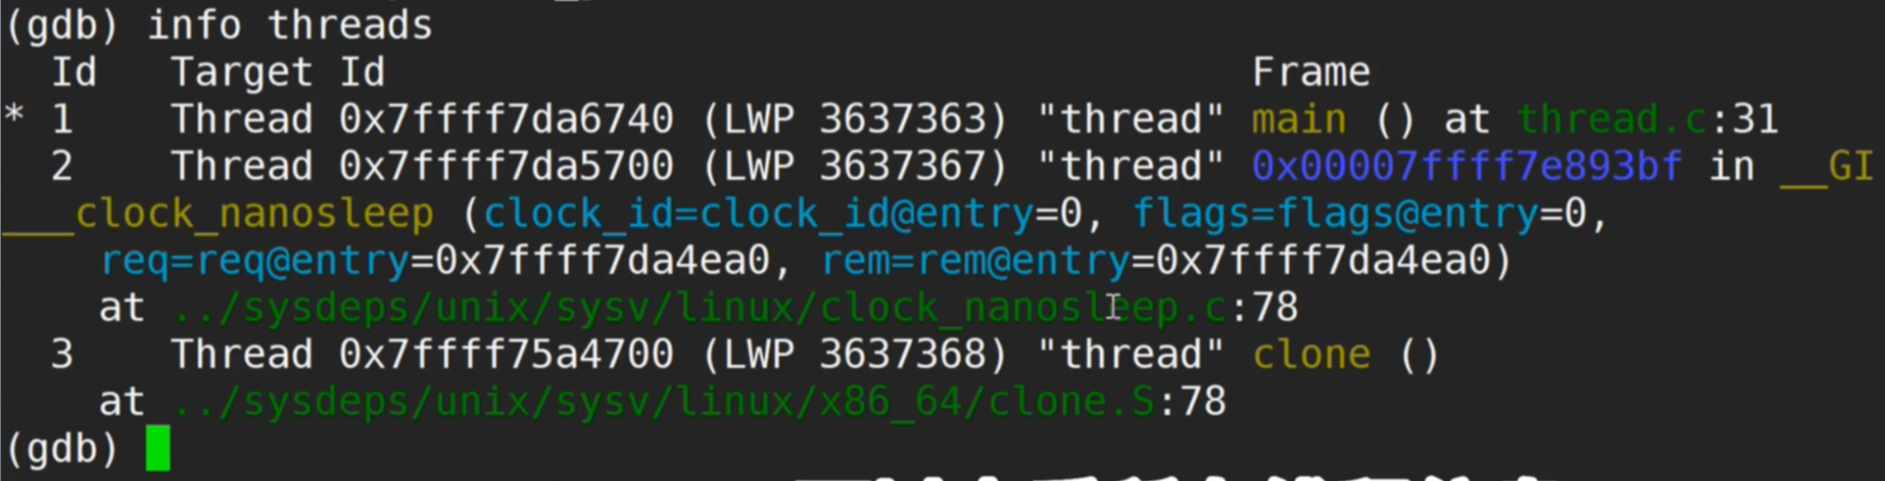 (gdb) info threads
Id Target Id Frame
* 1 Thread 0x7ffff7da6740 (LWP 3637363) "thread" main () at thread.c:31
2 Thread 0x7ffff7da5700 (LWP 3637367) "thread" 0x00007ffff7e893bf in __GI
___clock_nanosleep (clock_id=clock_id@entry=0, flags=flags@entry=0,
req=req@entry=0x7ffff7da4ea0, rem=rem@entry=0x7ffff7da4ea0)
at ../sysdeps/unix/sysv/linux/clock_nanosleep.c:78
3 Thread 0x7ffff75a4700 (LWP 3637368) "thread" clone ()
at ../sysdeps/unix/sysv/linux/x86_64/clone.S:78
(gdb)